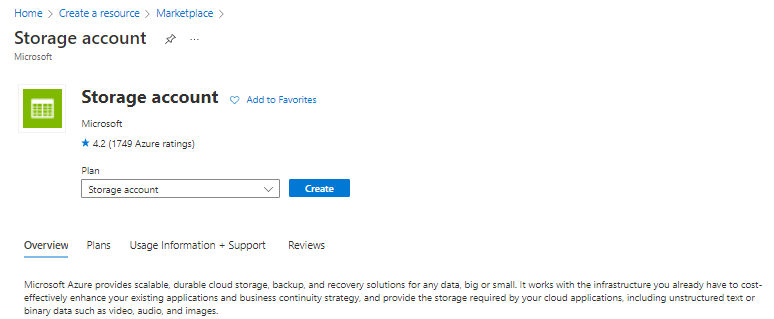 Home > Create a resource > Marketplace >
Storage account ...
Microsoft
Storage account Add to Favorites
Microsoft
4.2 (1749 Azure ratings)
Plan
Storage account Create
Overview Plans Usage Information + Support Reviews
Microsoft Azure provides scalable, durable cloud storage, backup, and recovery solutions for any data, big or small. It works with the infrastructure you already have to cost-
effectively enhance your existing applications and business continuity strategy, and provide the storage required by your cloud applications, including unstructured text or
binary data such as video, audio, and images.